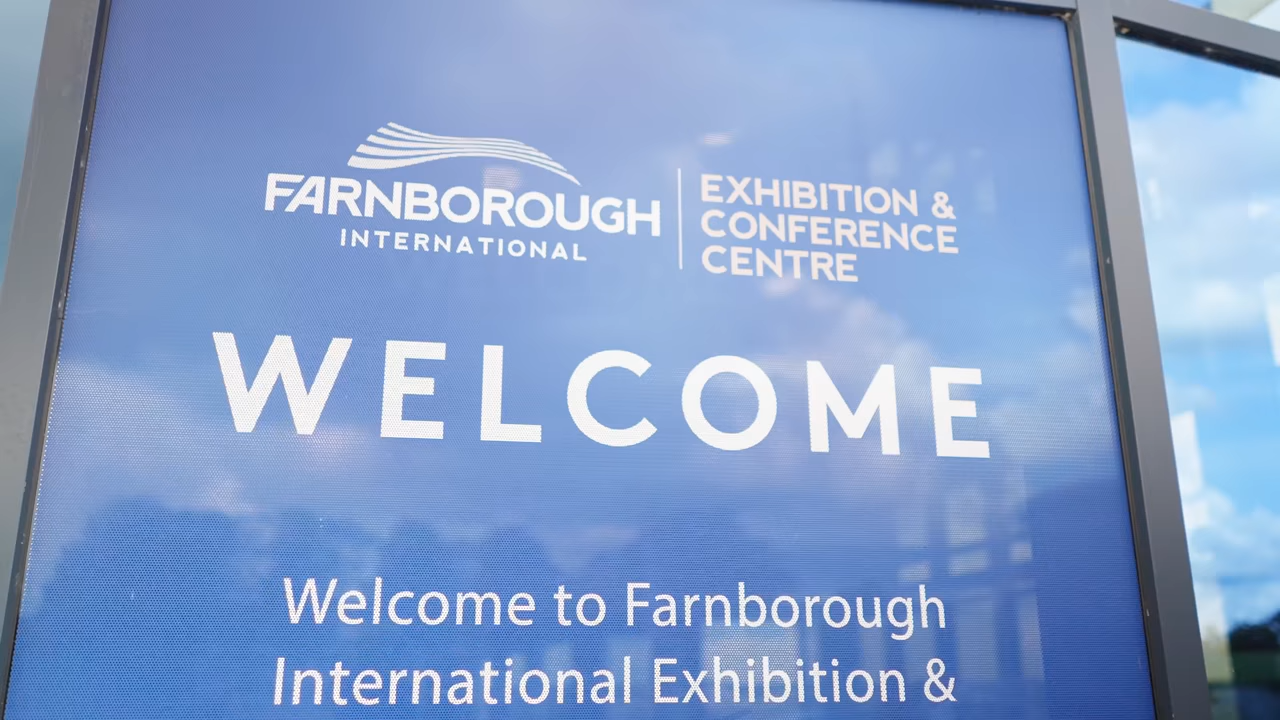 FARNBOROUGH
INTERNATIONAL
EXHIBITION &
CONFERENCE
CENTRE
WELCOME
Welcome to Farnborough
International Exhibition &